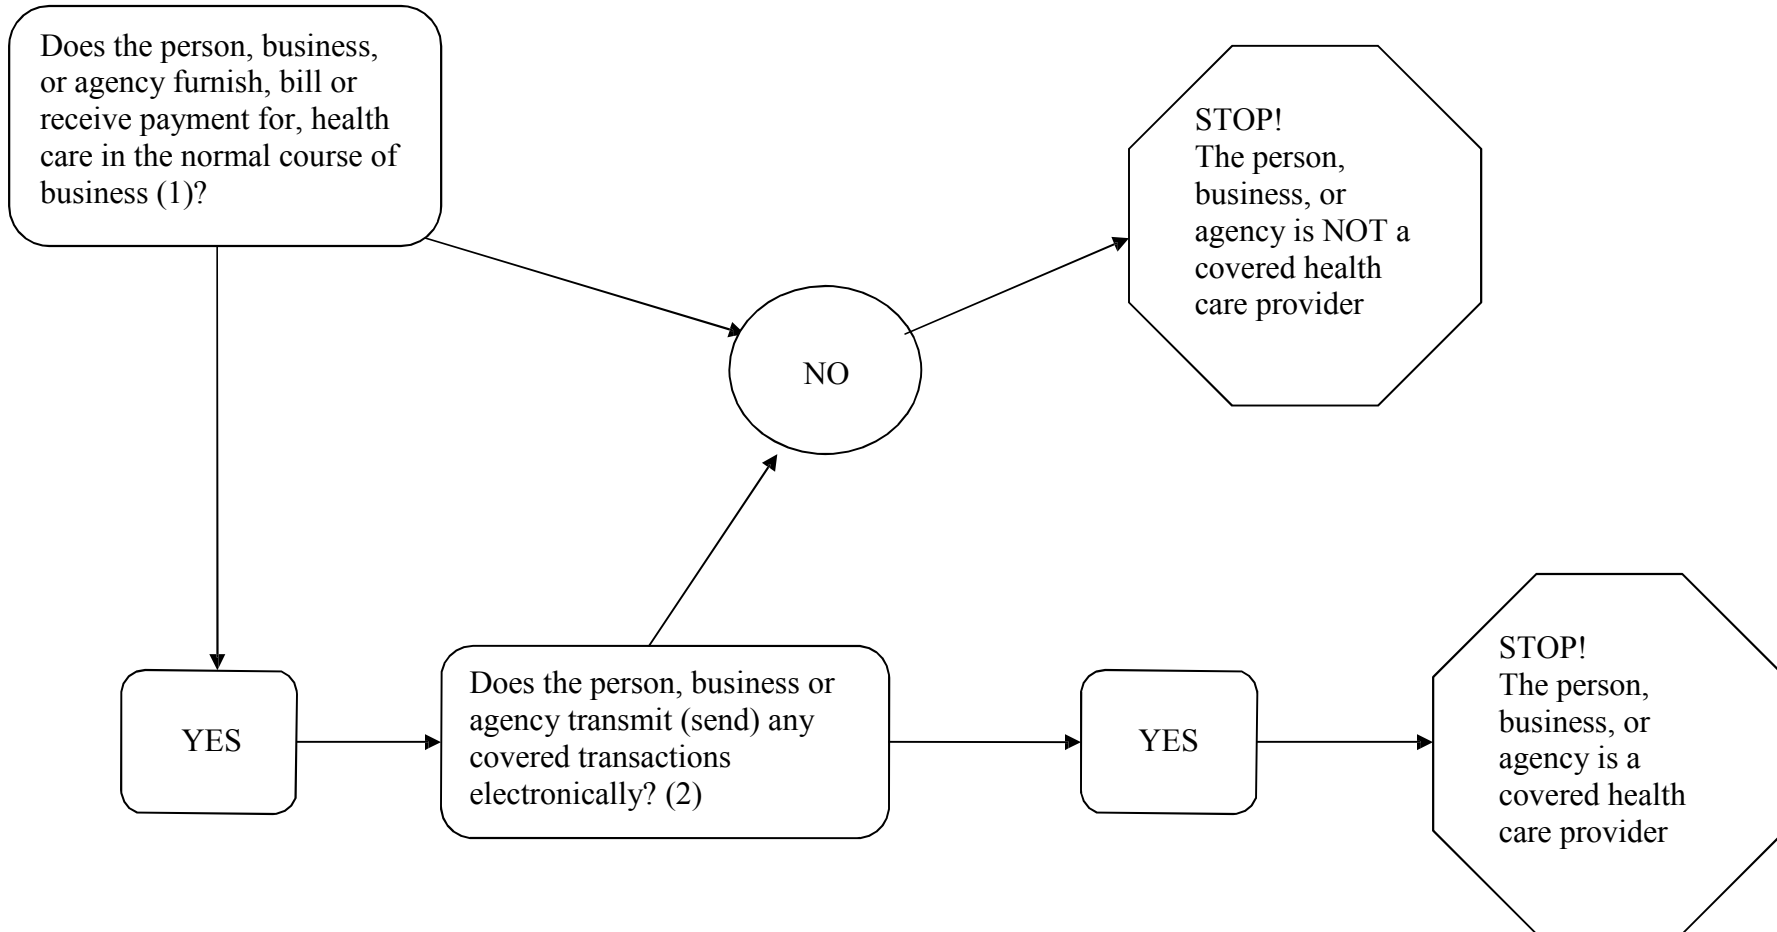 Does the person, business,
or agency furnish, bill or
receive payment for, health
care in the normal course of
business (1)?
STOP!
The person,
business, or
agency is NOT a
covered health
care provider
NO
YES
Does the person, business or
agency transmit (send) any
covered transactions
electronically? (2)
YES
STOP!
The person,
business, or
agency is a
covered health
care provider